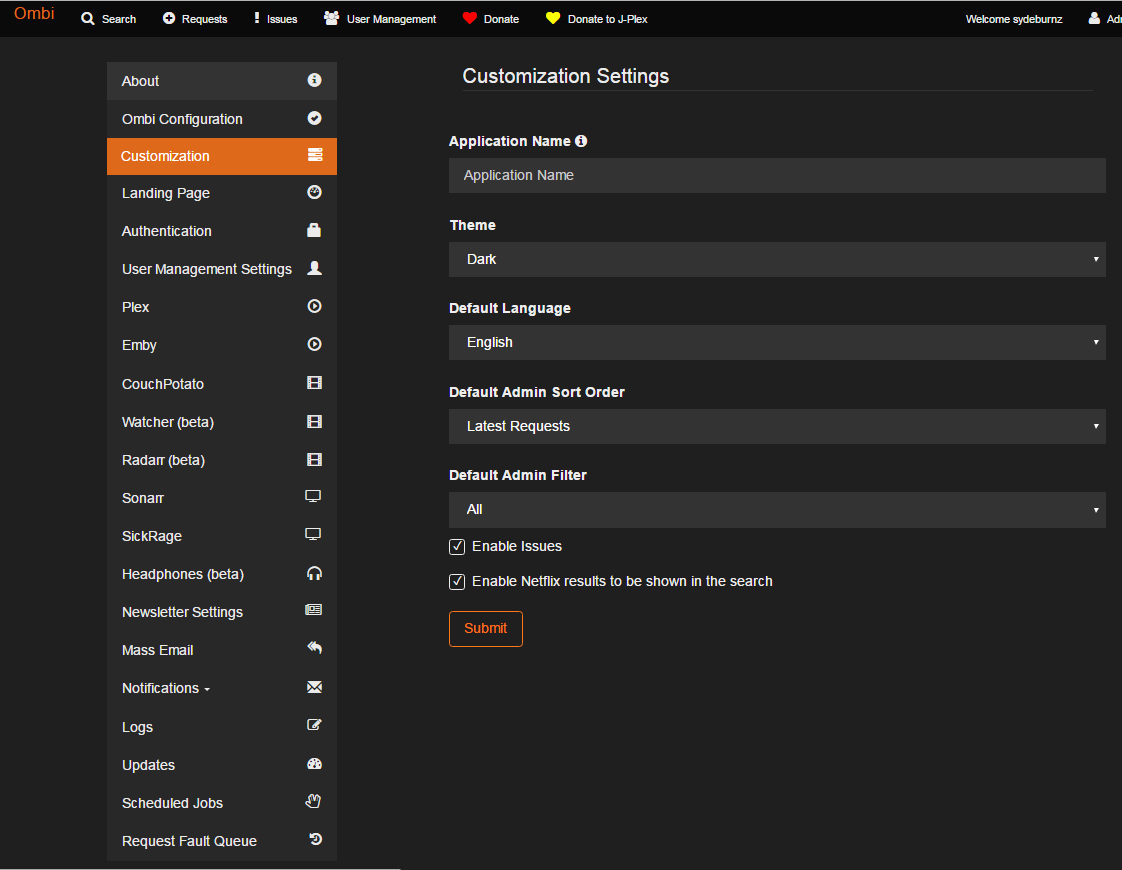 Ombi Search Requests Issues User Management Donate Donate to J-Plex Welcome sydeburnz
About
Ombi Configuration
Customization
Landing Page
Authentication
User Management Settings
Plex
Emby
CouchPotato
Watcher (beta)
Radarr (beta)
Sonarr
SickRage
Headphones (beta)
Newsletter Settings
Mass Email
Notifications
Logs
Updates
Scheduled Jobs
Request Fault Queue
Customization Settings
Application Name
Application Name
Theme
Dark
Default Language
English
Default Admin Sort Order
Latest Requests
Default Admin Filter
All
Enable Issues
Enable Netflix results to be shown in the search
Submit